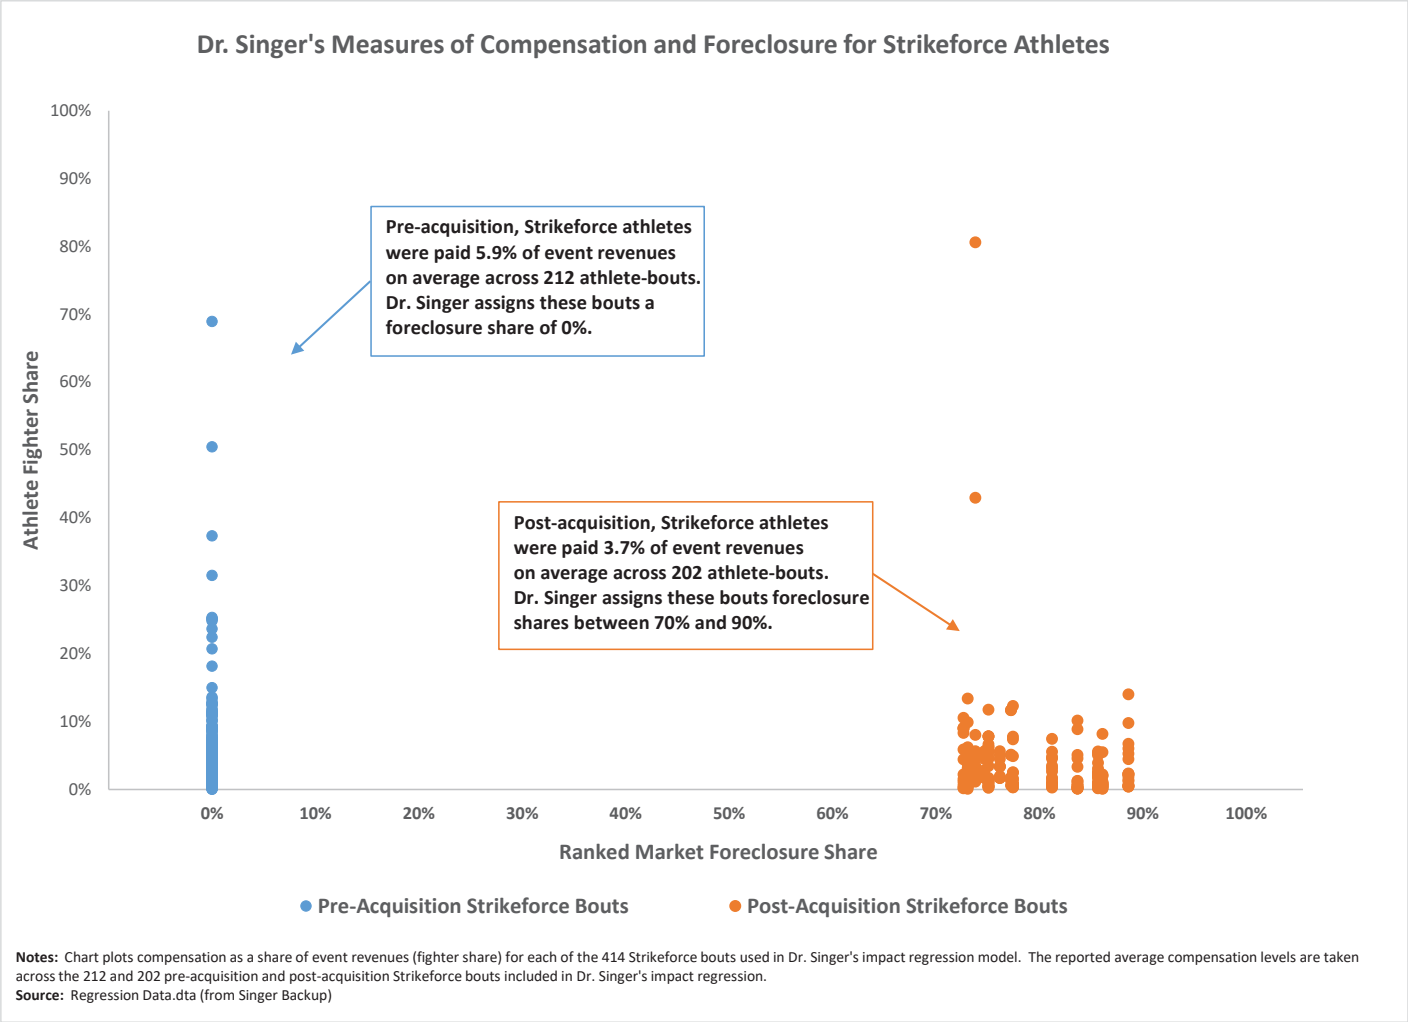 Dr. Singer's Measures of Compensation and Foreclosure for Strikeforce Athletes
100%
90%
80%
70%
60%
50%
40%
30%
20%
10%
0%
Athlete Fighter Share
Pre-acquisition, Strikeforce athletes
were paid 5.9% of event revenues
on average across 212 athlete-bouts.
Dr. Singer assigns these bouts a
foreclosure share of 0%.
Post-acquisition, Strikeforce athletes
were paid 3.7% of event revenues
on average across 202 athlete-bouts.
Dr. Singer assigns these bouts foreclosure
shares between 70% and 90%.
0% 10% 20% 30% 40% 50% 60% 70% 80% 90% 100%
Ranked Market Foreclosure Share
Pre-Acquisition Strikeforce Bouts Post-Acquisition Strikeforce Bouts
Notes: Chart plots compensation as a share of event revenues (fighter share) for each of the 414 Strikeforce bouts used in Dr. Singer's impact regression model. The reported average compensation levels are taken
across the 212 and 202 pre-acquisition and post-acquisition Strikeforce bouts included in Dr. Singer's impact regression.
Source: Regression Data.dta (from Singer Backup)